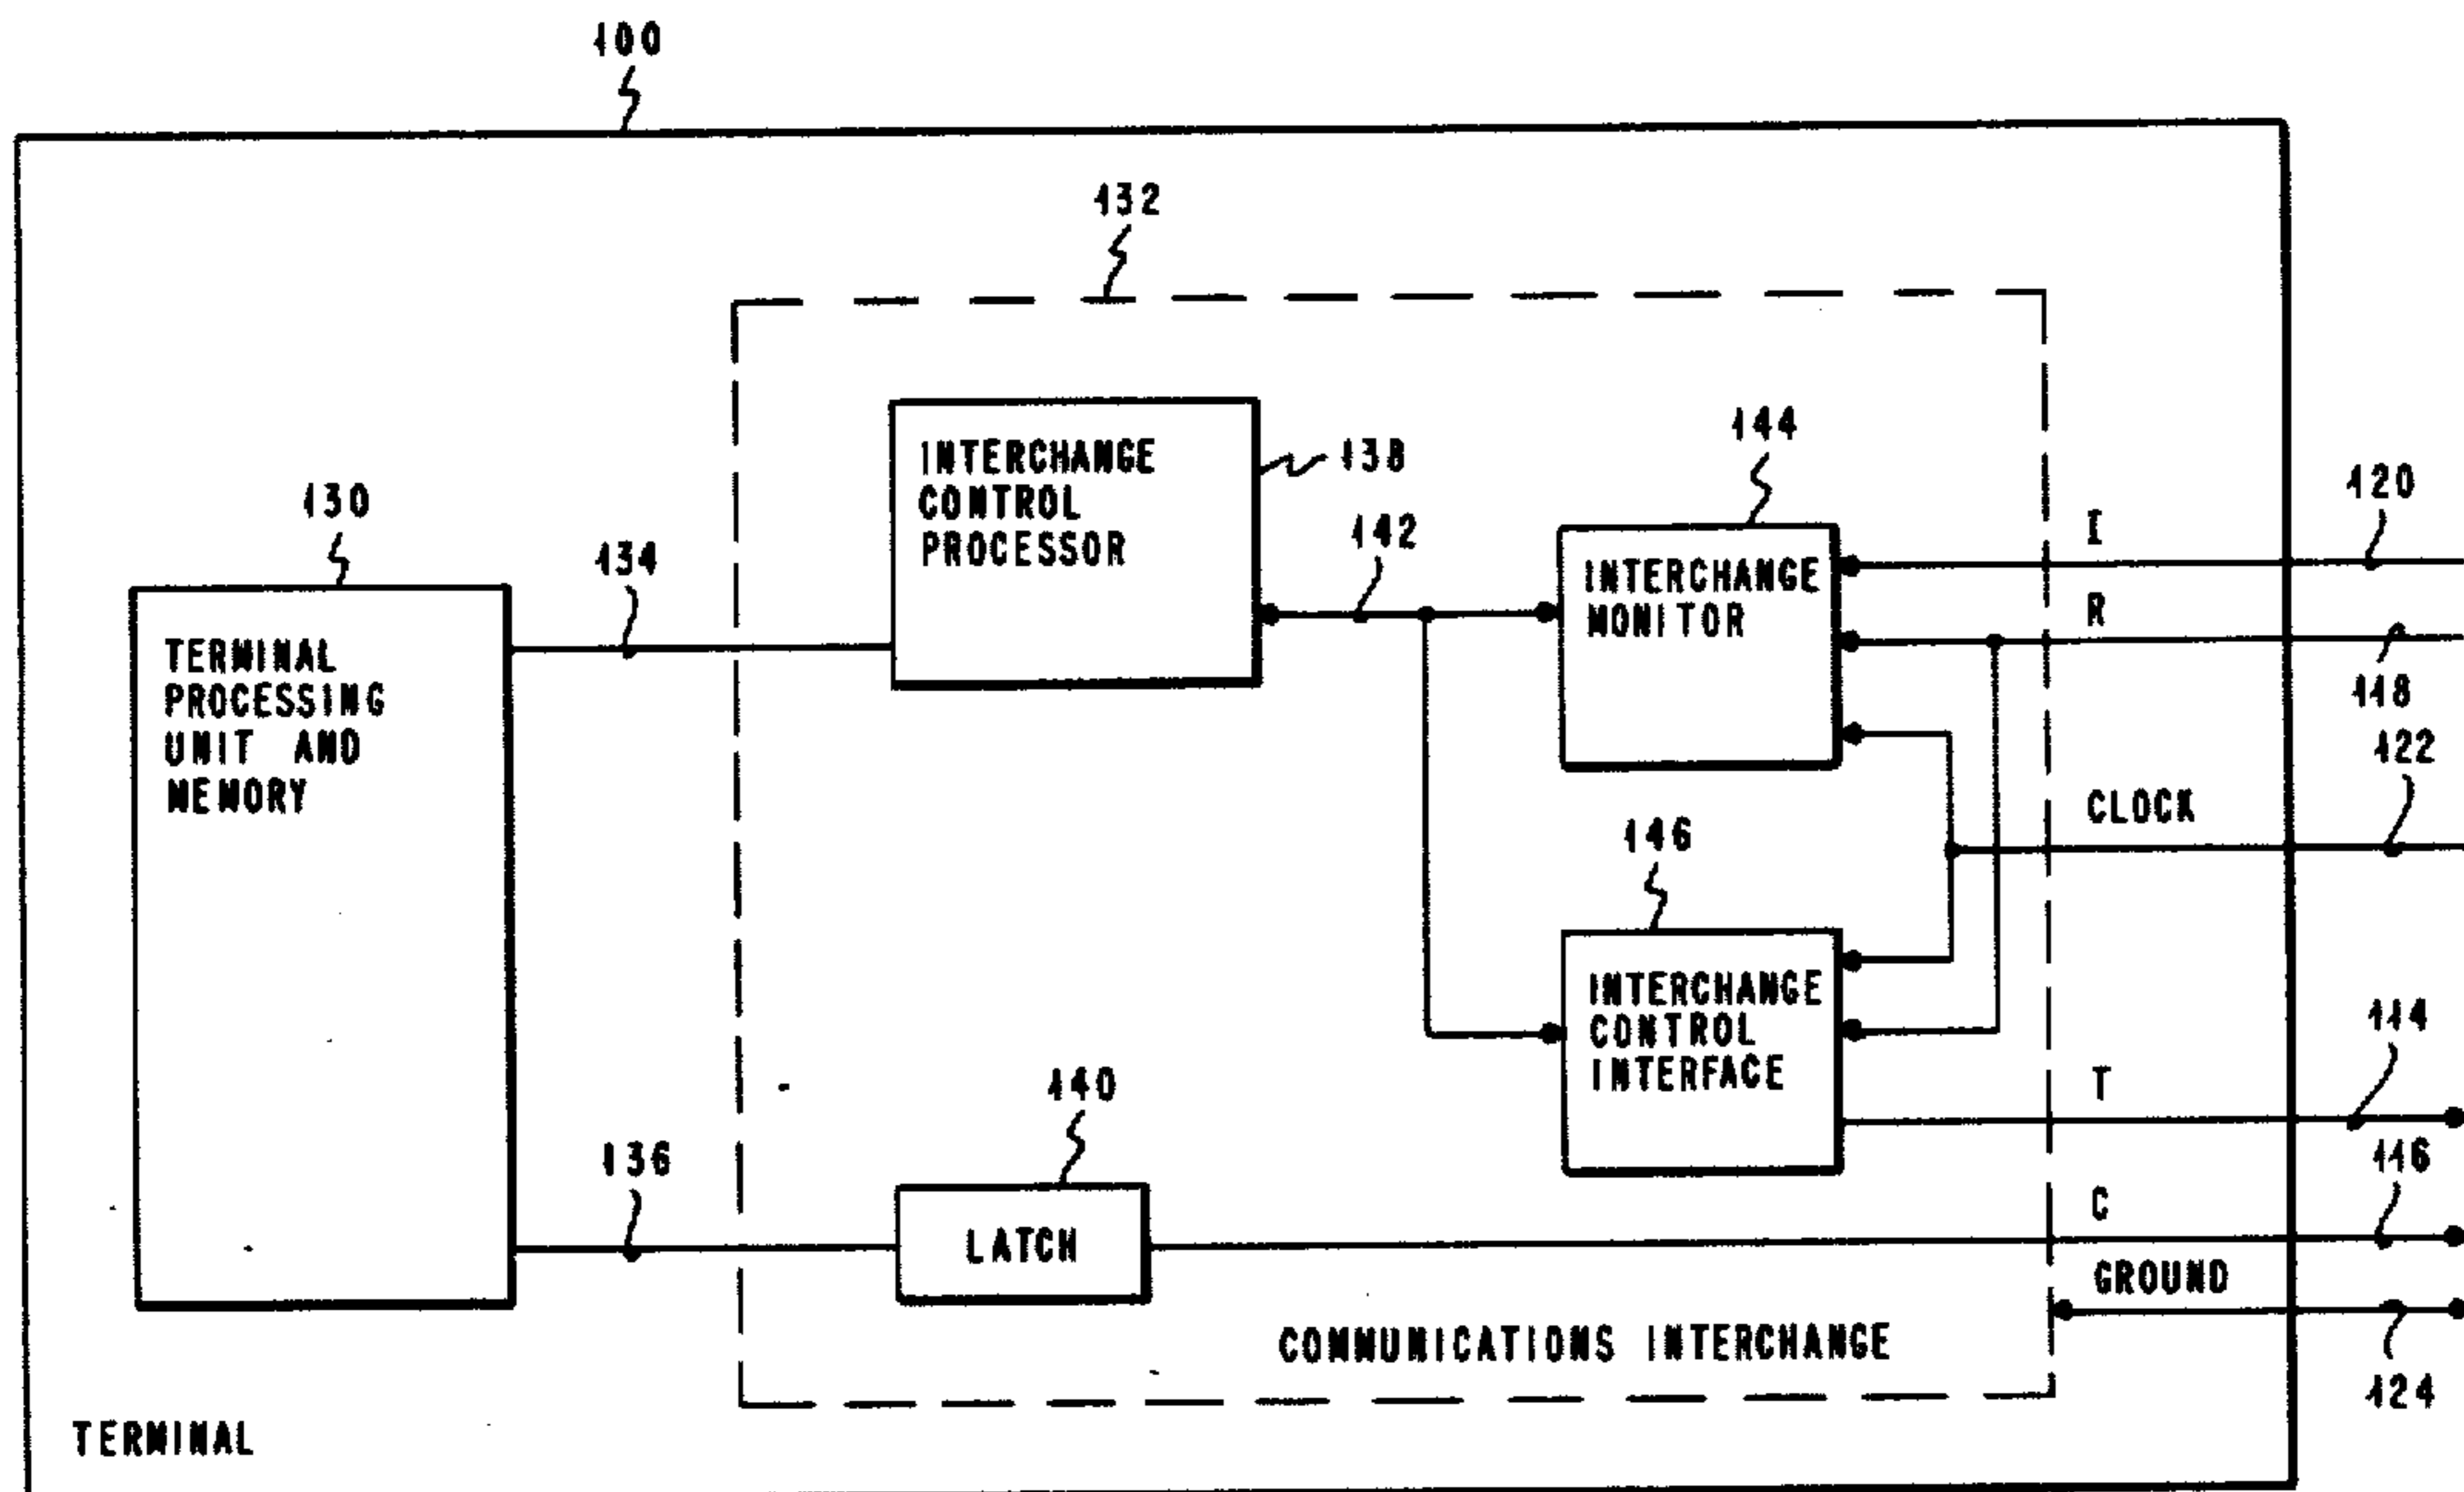 100
132
INTERCHANGE
CONTROL
PROCESSOR
138
144
130
134
142
I
120
INTERCHANGE
MONITOR
R
118
TERMINAL
PROCESSING
UNIT AND
MEMORY
122
CLOCK
146
INTERCHANGE
CONTROL
INTERFACE
114
T
140
136
116
C
LATCH
GROUND
COMMUNICATIONS INTERCHANGE
124
TERMINAL